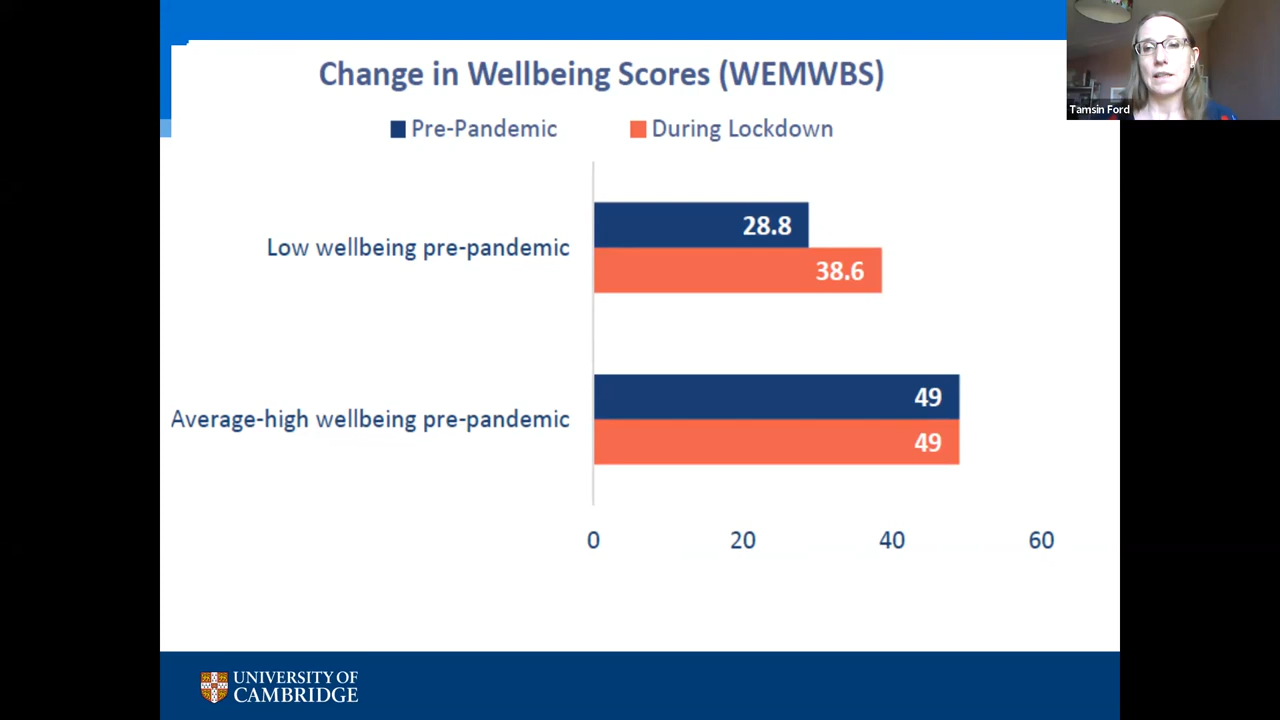 Change in Wellbeing Scores (WEMWBS)
Pre-Pandemic
During Lockdown
Tamsin Ford
Low wellbeing pre-pandemic
28.8
38.6
Average-high wellbeing pre-pandemic
49
49
0
20
40
60
UNIVERSITY OF
CAMBRIDGE